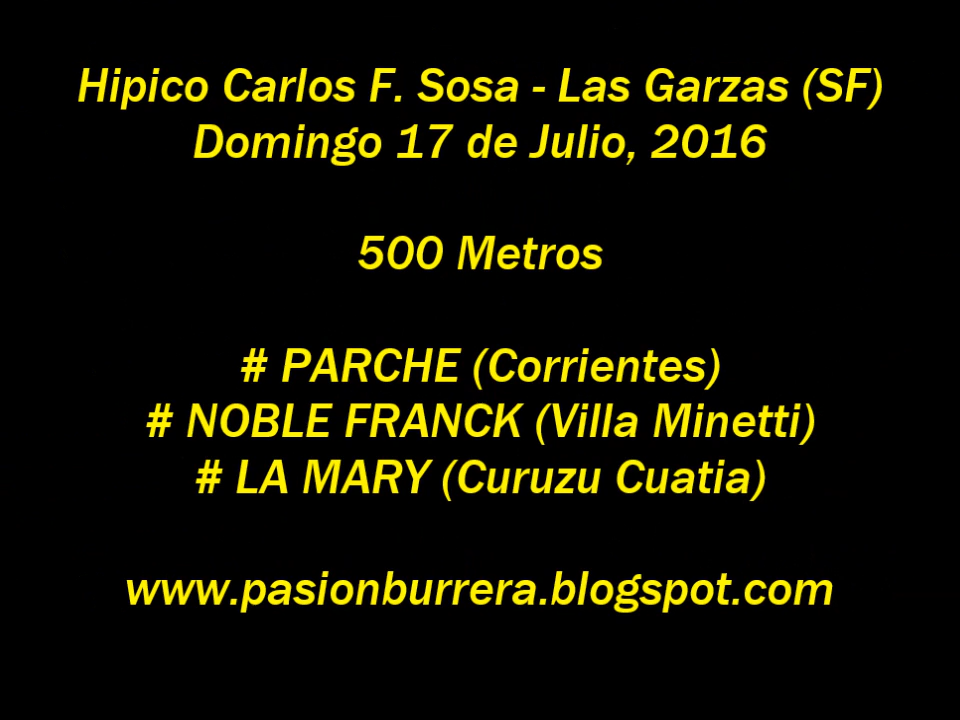 Hipico Carlos F. Sosa - Las Garzas (SF)
Domingo 17 de Julio, 2016
500 Metros
# PARCHE (Corrientes)
# NOBLE FRANCK (Villa Minetti)
# LA MARY (Curuzu Cuatia)
www.pasionburrera.blogspot.com